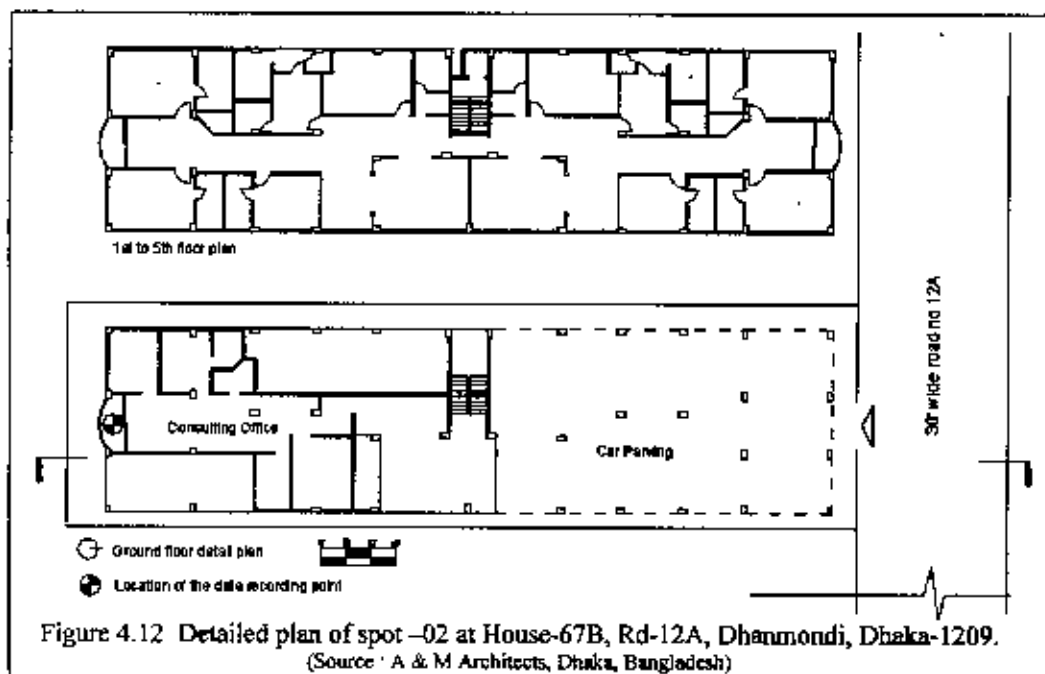 1st to 5th floor plan
30' wide road no 12A
Consulting Office
Car Parking
Ground floor detail plan
Location of the data recording point
Figure 4.12 Detailed plan of spot –02 at House-67B, Rd-12A, Dhanmondi, Dhaka-1209.
(Source : A & M Architects, Dhaka, Bangladesh)